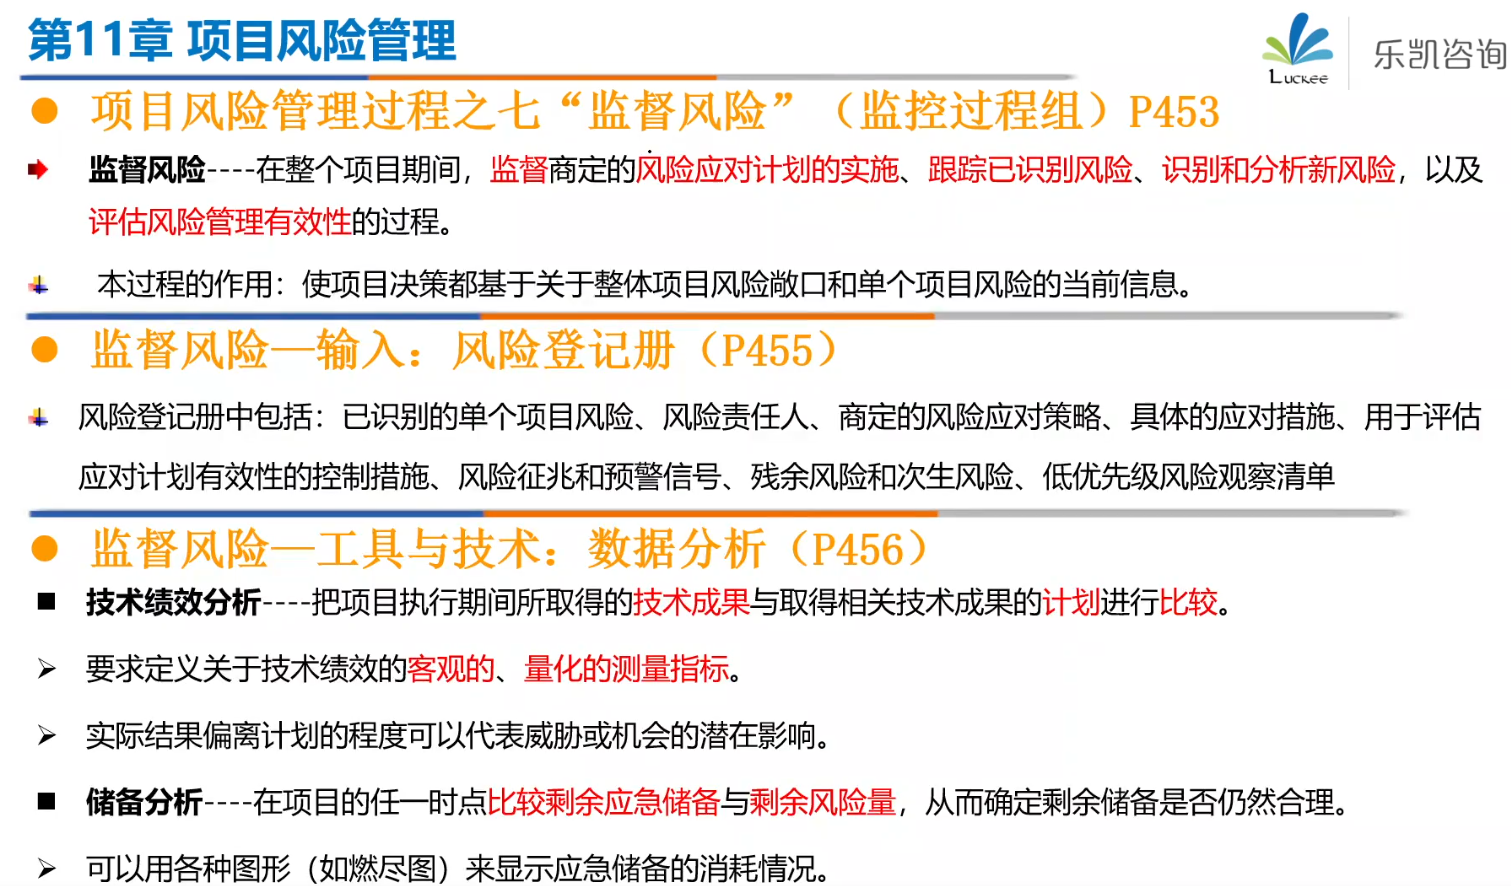 第11章 项目风险管理
LUCKEE
乐凯咨询
项目风险管理过程之七“监督风险”（监控过程组）P453
监督风险----在整个项目期间，监督商定的风险应对计划的实施、跟踪已识别风险、识别和分析新风险，以及
评估风险管理有效性的过程。
本过程的作用：使项目决策都基于关于整体项目风险敞口和单个项目风险的当前信息。
监督风险—输入：风险登记册（P455）
风险登记册中包括：已识别的单个项目风险、风险责任人、商定的风险应对策略、具体的应对措施、用于评估
应对计划有效性的控制措施、风险征兆和预警信号、残余风险和次生风险、低优先级风险观察清单
监督风险—工具与技术：数据分析（P456）
技术绩效分析----把项目执行期间所取得的技术成果与取得相关技术成果的计划进行比较。
要求定义关于技术绩效的客观的、量化的测量指标。
实际结果偏离计划的程度可以代表威胁或机会的潜在影响。
储备分析----在项目的任一时点比较剩余应急储备与剩余风险量，从而确定剩余储备是否仍然合理。
可以用各种图形（如燃尽图）来显示应急储备的消耗情况。